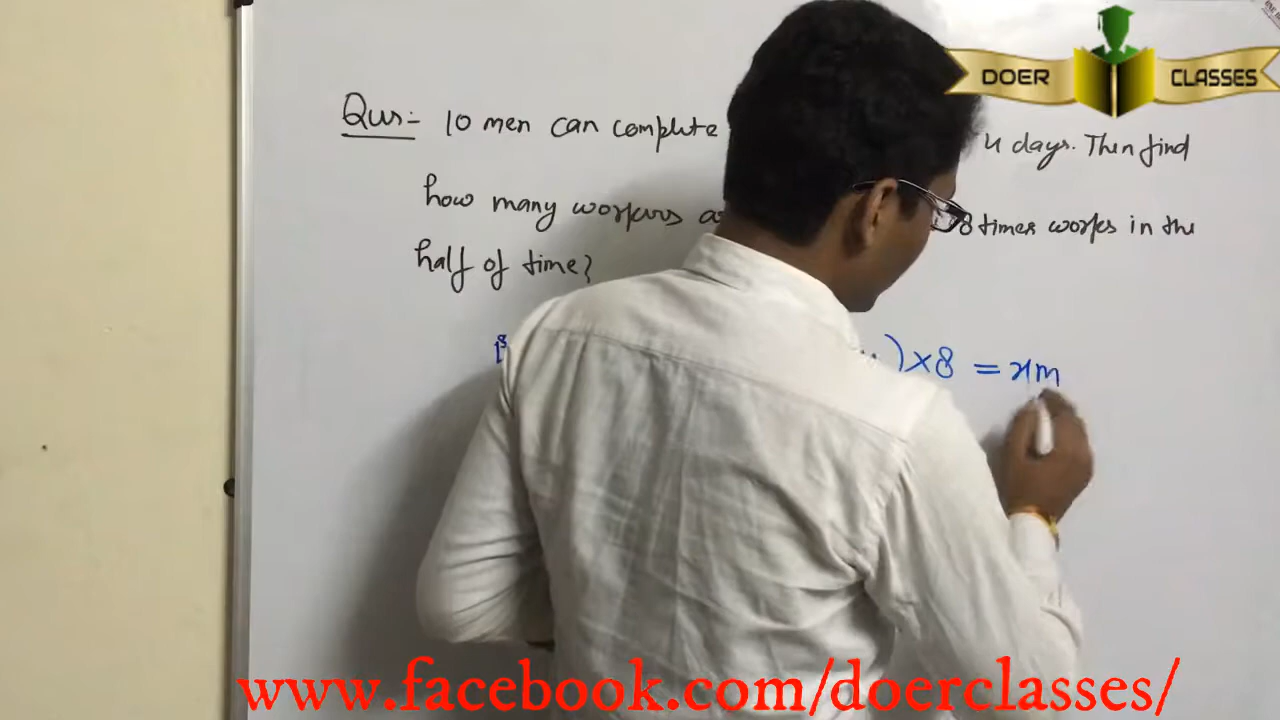 DOER CLASSES
Qus:- 10 men can complete 4 days. Then find
how many workers 8 times works in the
half of time?
) × 8 = xm
www.facebook.com/doerclasses/